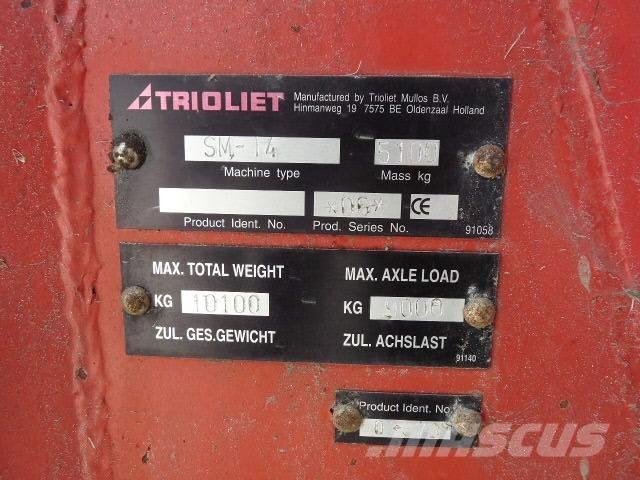 TRIOLIET Manufactured by Trioliet Mullos B.V.
Hinmanweg 19 7575 BE Oldenzaal Holland
SM-14 5100
Machine type Mass kg
*06* CE
Product Ident. No. Prod. Series No. 91058
MAX. TOTAL WEIGHT MAX. AXLE LOAD
KG 10100 KG 9000
ZUL. GES.GEWICHT ZUL. ACHSLAST
91140
Product Ident. No.
mascus